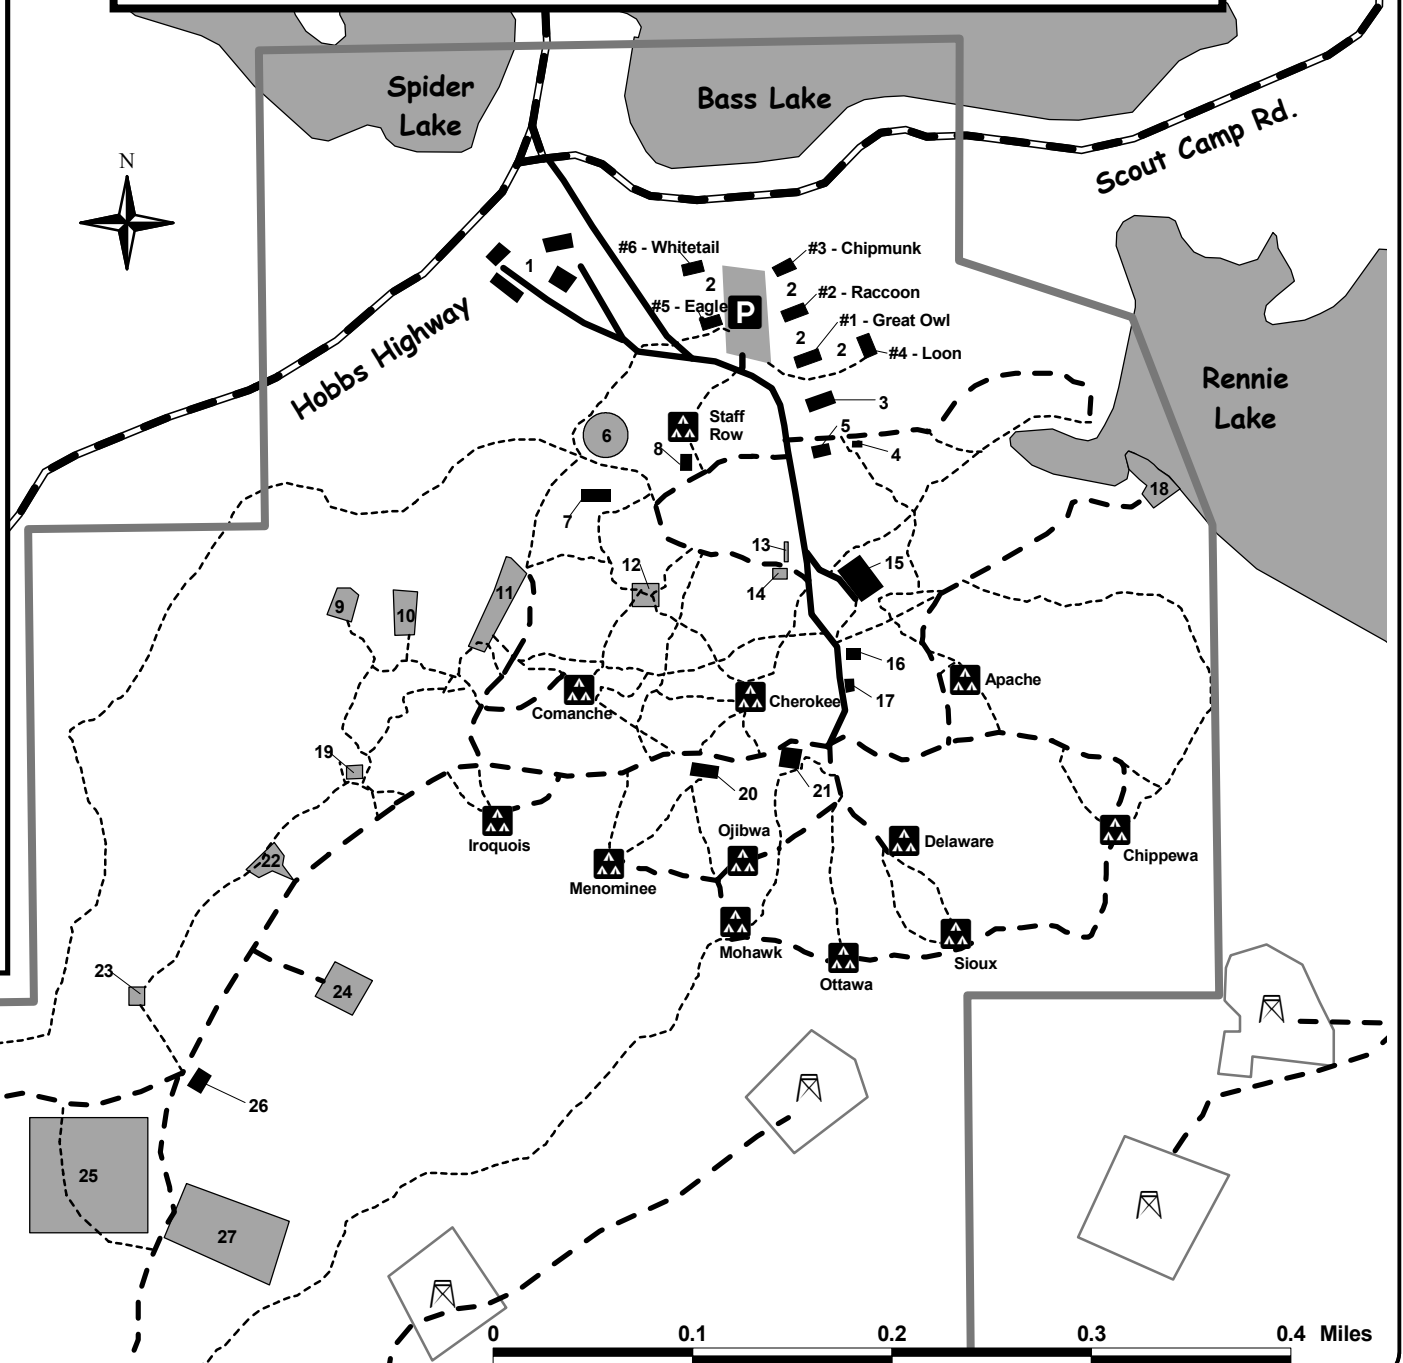 Spider
Lake
Bass Lake
Scout Camp Rd.
N
Hobbs Highway
#6 - Whitetail
#3 - Chipmunk
1
2
2
#2 - Raccoon
#5 - Eagle
P
#1 - Great Owl
2
2
#4 - Loon
Rennie
Lake
3
Staff
Row
6
5
4
8
18
7
13
12
15
14
11
9
10
16
Apache
17
Cherokee
Comanche
19
20
21
Ojibwa
Delaware
Iroquois
Chippewa
22
Menominee
Mohawk
Sioux
23
24
Ottawa
26
25
27
0
0.1
0.2
0.3
0.4 Miles